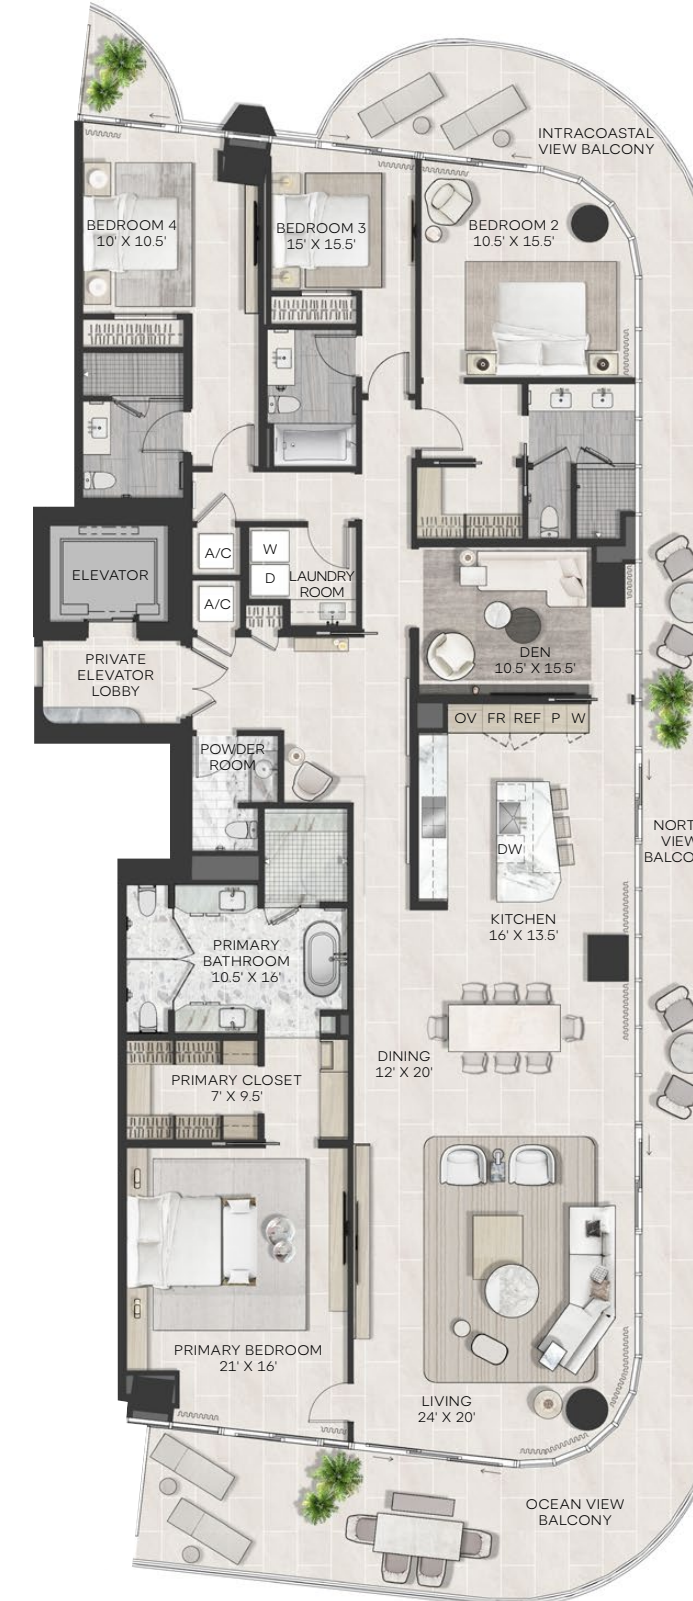 INTRACOASTAL
VIEW BALCONY
BEDROOM 4
10' X 10.5'
BEDROOM 3
15' X 15.5'
BEDROOM 2
10.5' X 15.5'
A/C
W
D
LAUNDRY
ROOM
A/C
ELEVATOR
PRIVATE
ELEVATOR
LOBBY
DEN
10.5' X 15.5'
OV FR REF P W
POWDER
ROOM
DW
NORT
VIEW
BALCO
KITCHEN
16' X 13.5'
PRIMARY
BATHROOM
10.5' X 16'
DINING
12' X 20'
PRIMARY CLOSET
7' X 9.5'
PRIMARY BEDROOM
21' X 16'
LIVING
24' X 20'
OCEAN VIEW
BALCONY